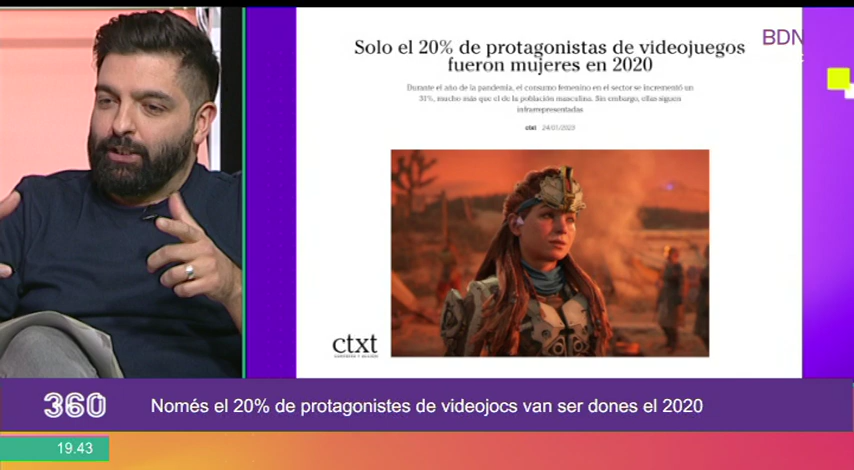 BDN
Solo el 20% de protagonistas de videojuegos
fueron mujeres en 2020
Durante el año de la pandemia, el consumo femenino en el sector se incrementó un
31%, mucho más que el de la población masculina. Sin embargo, ellas siguen
infrarrepresentadas
ctxt 24/01/2023
ctxt
360
Només el 20% de protagonistes de videojocs van ser dones el 2020
19.43